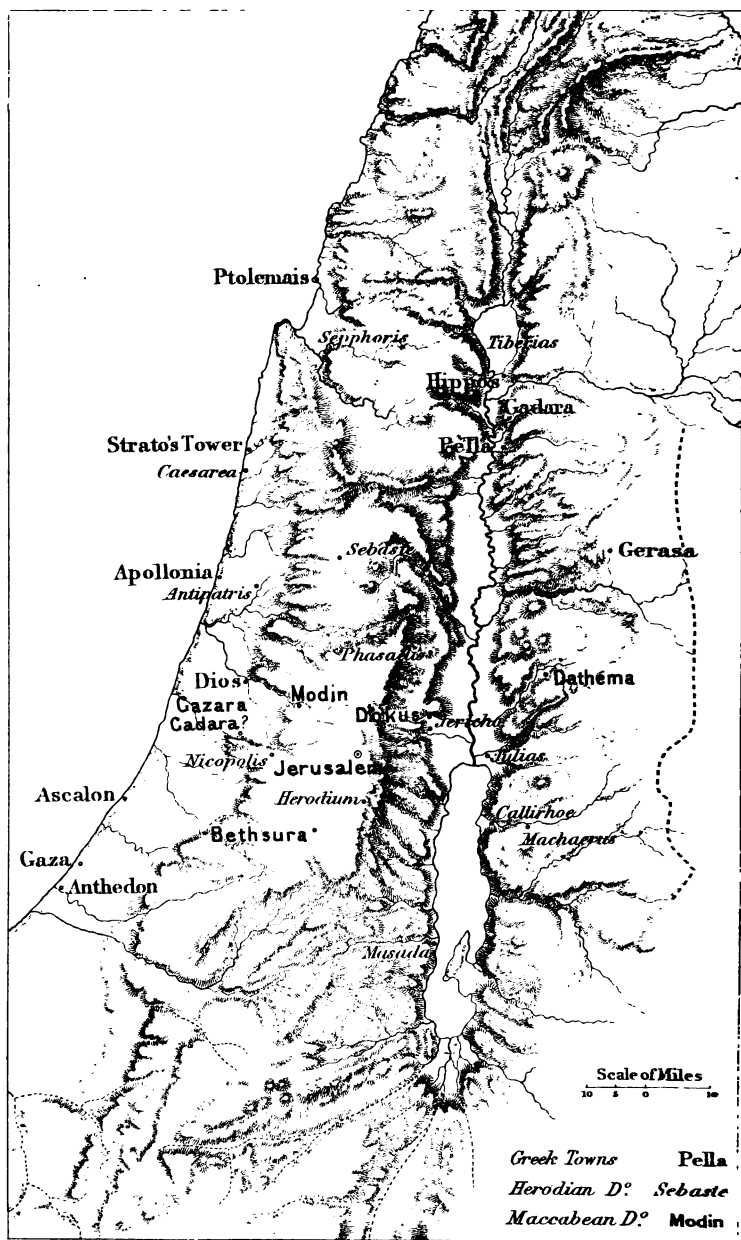 Ptolemais
Sepphoris
Tiberias
Hippos
Gadara
Strato's Tower
Pella
Caesarea
Sebaste
Gerasa
Apollonia
Antipatris
Phasaelis
Dios
Dathema
Modin
Gazara
Cadara?
Dokus
Jericho
Nicopolis
Jerusalem
Julias
Ascalon
Herodium
Callirhoe
Bethsura
Machaerus
Gaza
Anthedon
Masada
Scale of Miles
10 5 0 10
Greek Towns Pella
Herodian Dº Sebaste
Maccabean Dº Modin